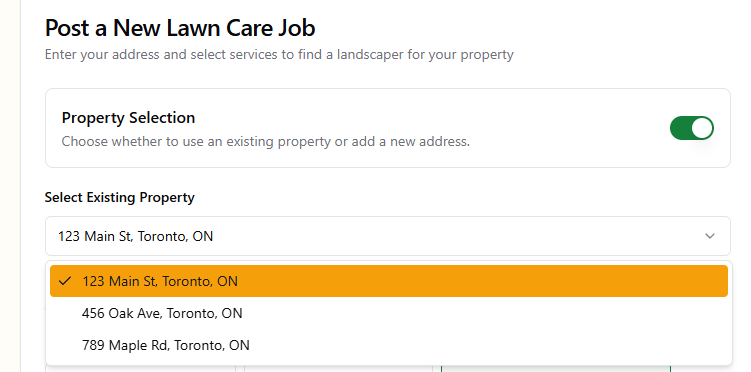 Post a New Lawn Care Job
Enter your address and select services to find a landscaper for your property
Property Selection
Choose whether to use an existing property or add a new address.
Select Existing Property
123 Main St, Toronto, ON
123 Main St, Toronto, ON
456 Oak Ave, Toronto, ON
789 Maple Rd, Toronto, ON